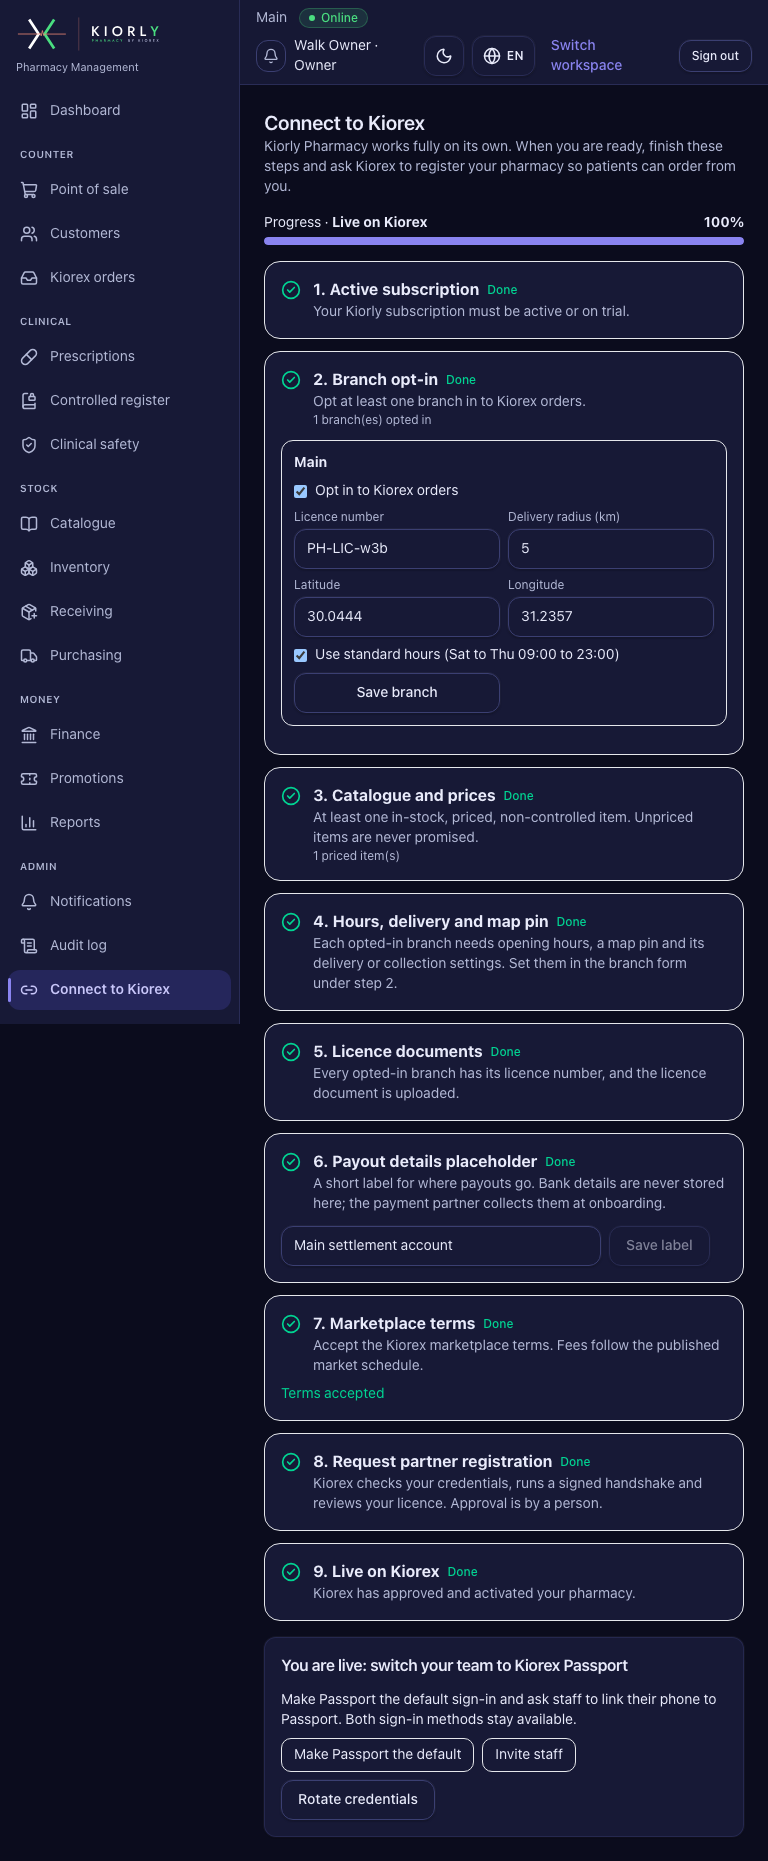 KIORLY
PHARMACY BY KIOREX
Pharmacy Management
Dashboard
COUNTER
Point of sale
Customers
Kiorex orders
CLINICAL
Prescriptions
Controlled register
Clinical safety
STOCK
Catalogue
Inventory
Receiving
Purchasing
MONEY
Finance
Promotions
Reports
ADMIN
Notifications
Audit log
Connect to Kiorex
Main
Online
Walk Owner ·
Owner
EN
Switch
workspace
Sign out
Connect to Kiorex
Kiorly Pharmacy works fully on its own. When you are ready, finish these
steps and ask Kiorex to register your pharmacy so patients can order from
you.
Progress · Live on Kiorex 100%
1. Active subscription Done
Your Kiorly subscription must be active or on trial.
2. Branch opt-in Done
Opt at least one branch in to Kiorex orders.
1 branch(es) opted in
Main
Opt in to Kiorex orders
Licence number Delivery radius (km)
PH-LIC-w3b 5
Latitude Longitude
30.0444 31.2357
Use standard hours (Sat to Thu 09:00 to 23:00)
Save branch
3. Catalogue and prices Done
At least one in-stock, priced, non-controlled item. Unpriced
items are never promised.
1 priced item(s)
4. Hours, delivery and map pin Done
Each opted-in branch needs opening hours, a map pin and its
delivery or collection settings. Set them in the branch form
under step 2.
5. Licence documents Done
Every opted-in branch has its licence number, and the licence
document is uploaded.
6. Payout details placeholder Done
A short label for where payouts go. Bank details are never stored
here; the payment partner collects them at onboarding.
Main settlement account Save label
7. Marketplace terms Done
Accept the Kiorex marketplace terms. Fees follow the published
market schedule.
Terms accepted
8. Request partner registration Done
Kiorex checks your credentials, runs a signed handshake and
reviews your licence. Approval is by a person.
9. Live on Kiorex Done
Kiorex has approved and activated your pharmacy.
You are live: switch your team to Kiorex Passport
Make Passport the default sign-in and ask staff to link their phone to
Passport. Both sign-in methods stay available.
Make Passport the default Invite staff
Rotate credentials